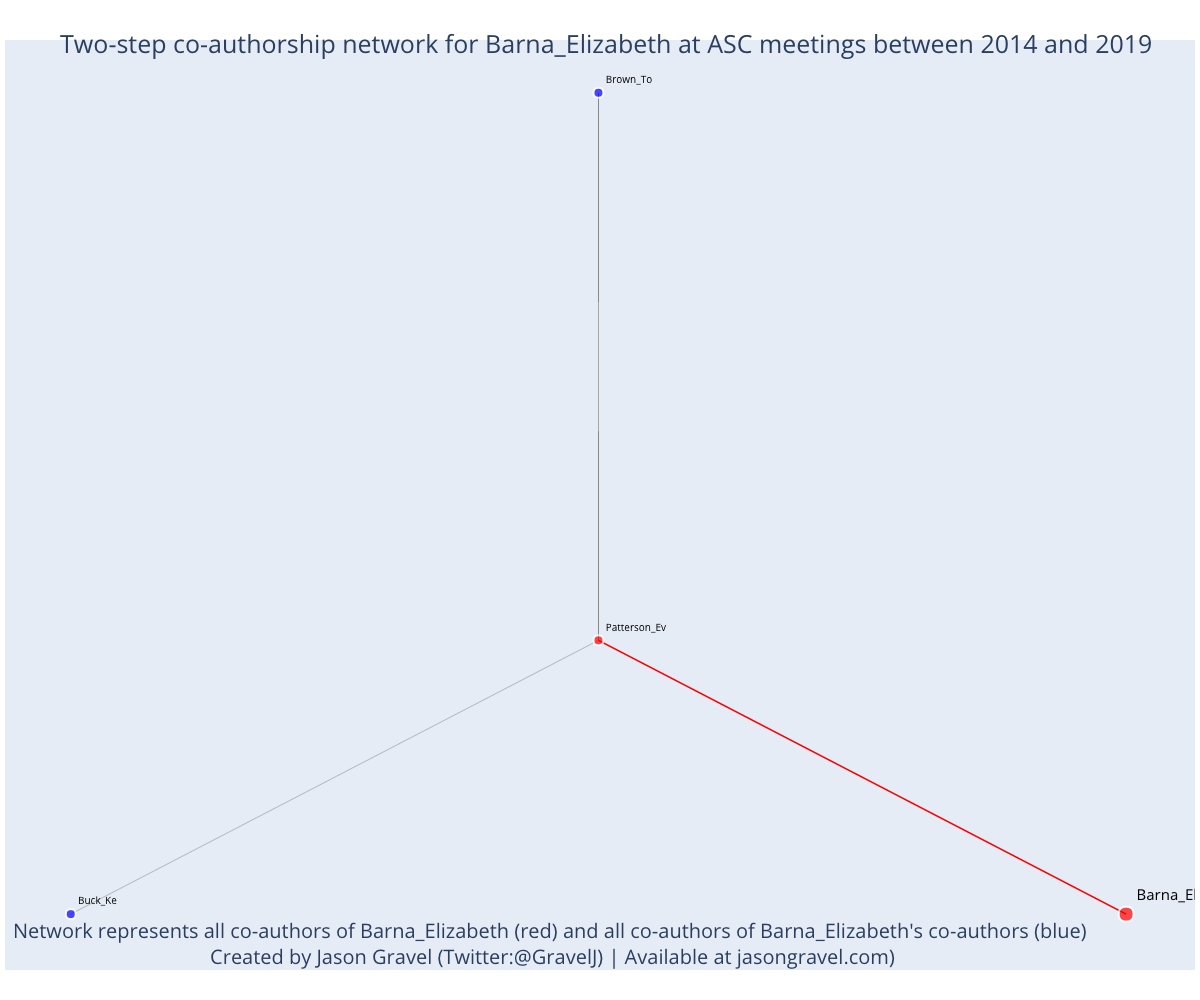 Two-step co-authorship network for Barna_Elizabeth at ASC meetings between 2014 and 2019
Brown_To
Patterson_Ev
Barna_El
Buck_Ke
Network represents all co-authors of Barna_Elizabeth (red) and all co-authors of Barna_Elizabeth's co-authors (blue)
Created by Jason Gravel (Twitter:@GravelJ) | Available at jasongravel.com)